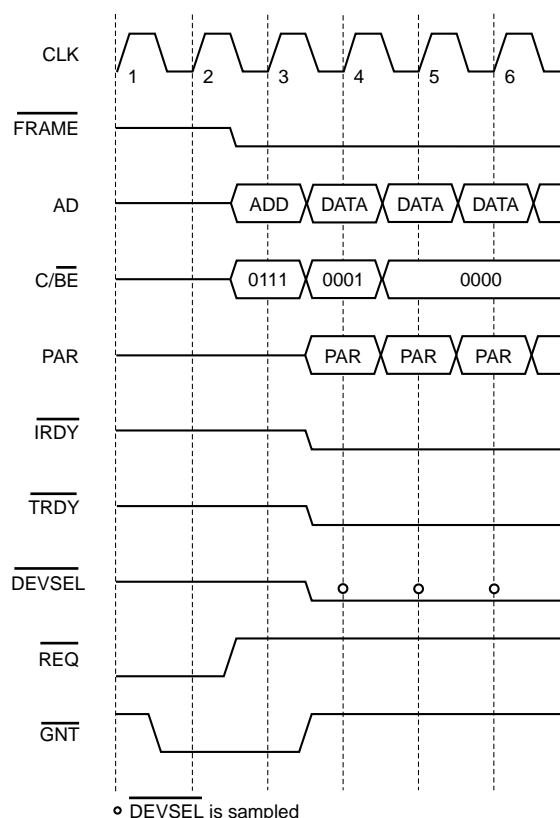 CLK
1 2 3 4 5 6
FRAME
AD ADD DATA DATA DATA
C/BE 0111 0001 0000
PAR PAR PAR PAR
IRDY
TRDY
DEVSEL
REQ
GNT
DEVSEL is sampled